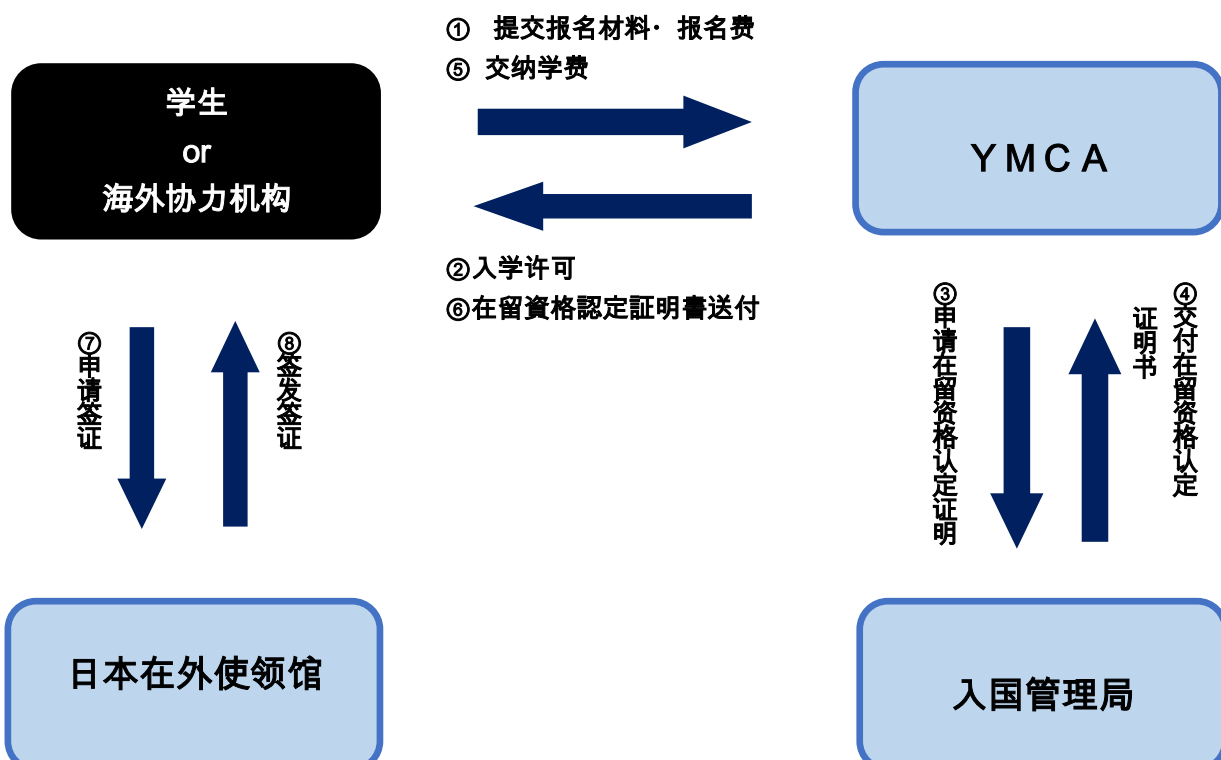 ① 提交报名材料· 报名费
⑤ 交纳学费
学生
or
海外协力机构
ＹＭＣＡ
②入学许可
⑥在留資格認定証明書送付
⑦申请签证
⑧签发签证
③申请在留资格认定证明
④交付在留资格认定
证明书
日本在外使领馆
入国管理局